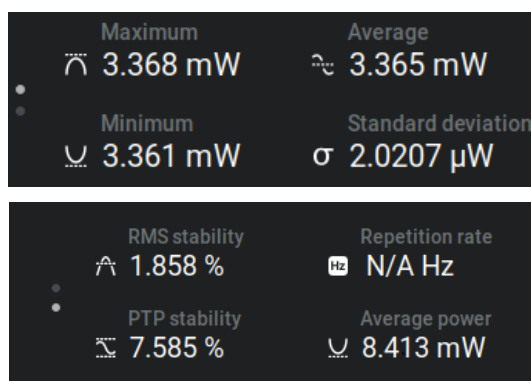 Maximum Average
3.368 mW 3.365 mW
Minimum Standard deviation
3.361 mW σ 2.0207 µW
RMS stability Repetition rate
1.858 % Hz N/A Hz
PTP stability Average power
7.585 % 8.413 mW